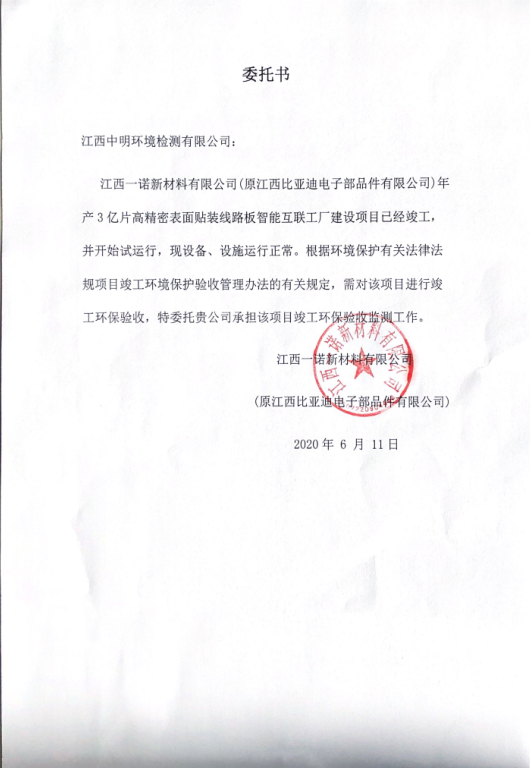 委托书
江西中明环境检测有限公司：
江西一诺新材料有限公司(原江西比亚迪电子部品件有限公司)年
产 3 亿片高精密表面贴装线路板智能互联工厂建设项目已经竣工，
并开始试运行，现设备、设施运行正常。根据环境保护有关法律法
规项目竣工环境保护验收管理办法的有关规定，需对该项目进行竣
工环保验收，特委托贵公司承担该项目竣工环保验收监测工作。
江西一诺新材料有限公司
江西一诺新材料有限公司
(原江西比亚迪电子部品件有限公司)
2020 年 6 月 11 日